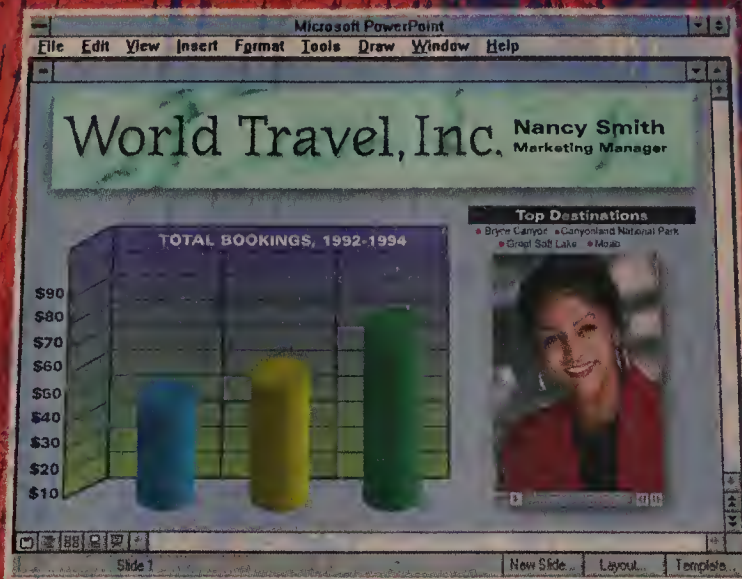 Microsoft PowerPoint
File Edit View Insert Format Tools Draw Window Help
World Travel, Inc.
Nancy Smith
Marketing Manager
TOTAL BOOKINGS, 1992-1994
$90
$80
$70
$60
$50
$40
$30
$20
$10
Top Destinations
• Bryce Canyon • Canyonland National Park
• Great Salt Lake • Moab
Slide 1
New Slide... Layout... Template...